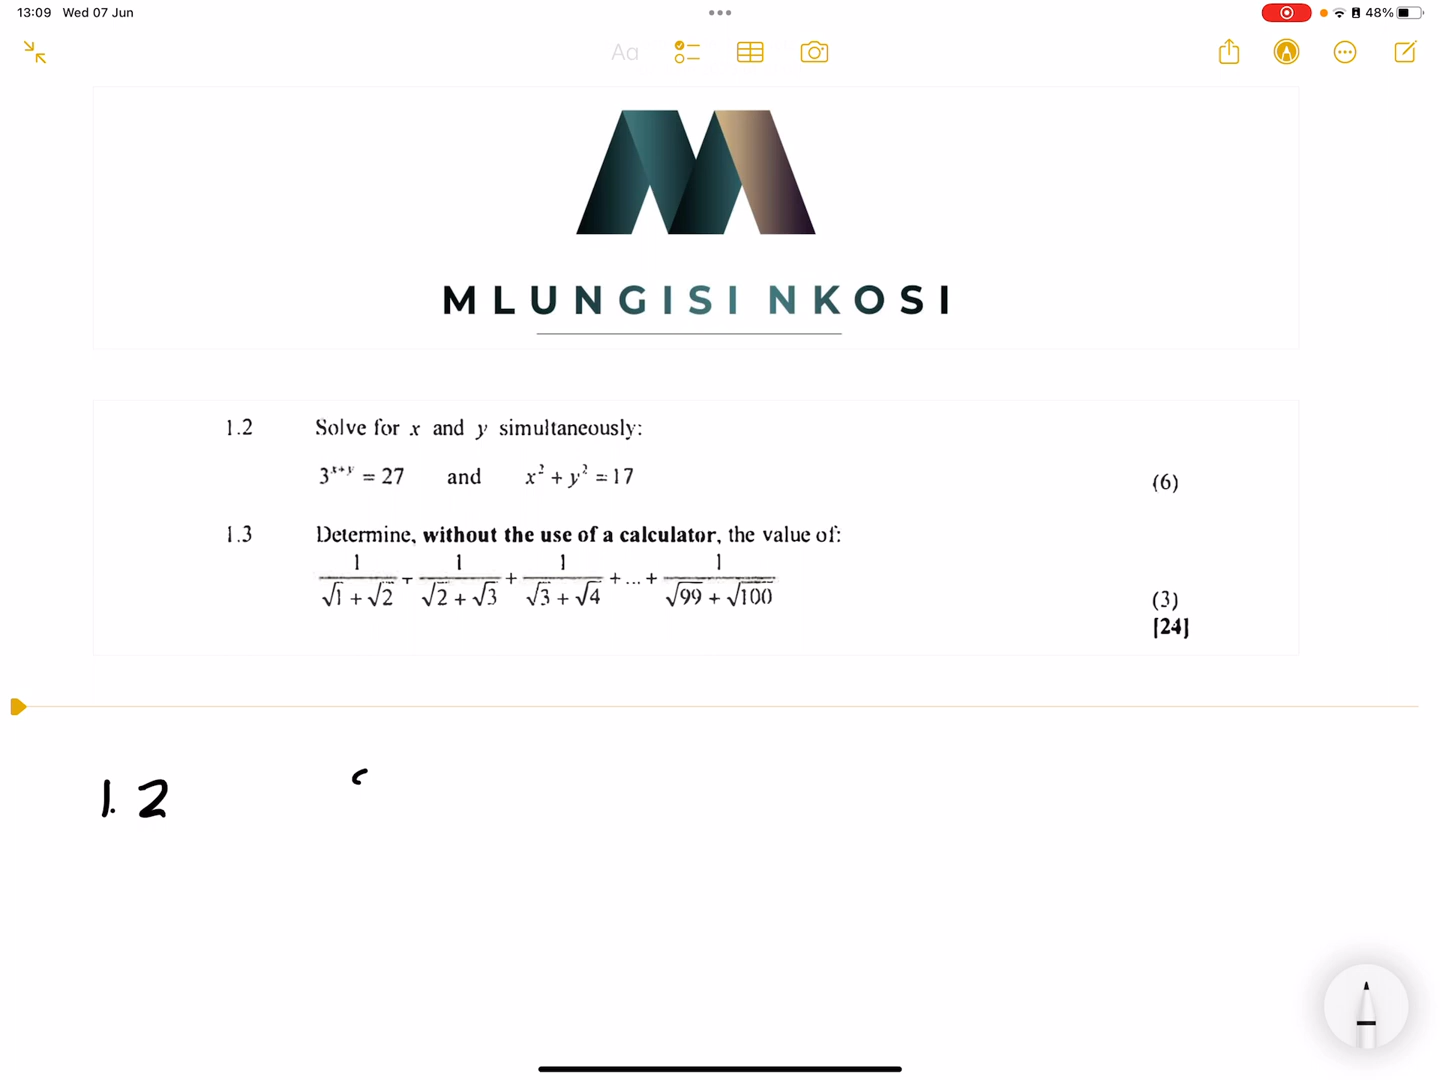 13:09 Wed 07 Jun 48%
Aa
MLUNGISI NKOSI
1.2 Solve for x and y simultaneously:
3^{x+y} = 27 and x² + y² = 17 (6)
1.3 Determine, without the use of a calculator, the value of:
1/(√1 + √2) + 1/(√2 + √3) + 1/(√3 + √4) + ... + 1/(√99 + √100) (3)
[24]
1.2